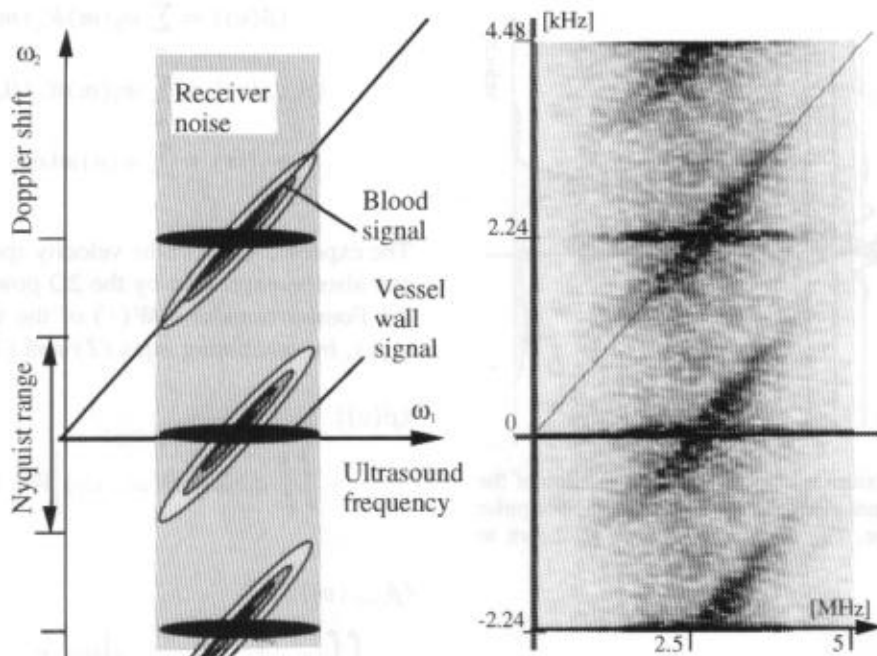 ω₂
Doppler shift
Nyquist range
Receiver
noise
Blood
signal
Vessel
wall
signal
ω₁
Ultrasound
frequency
[kHz]
4.48
2.24
0
-2.24
[MHz]
2.5
5